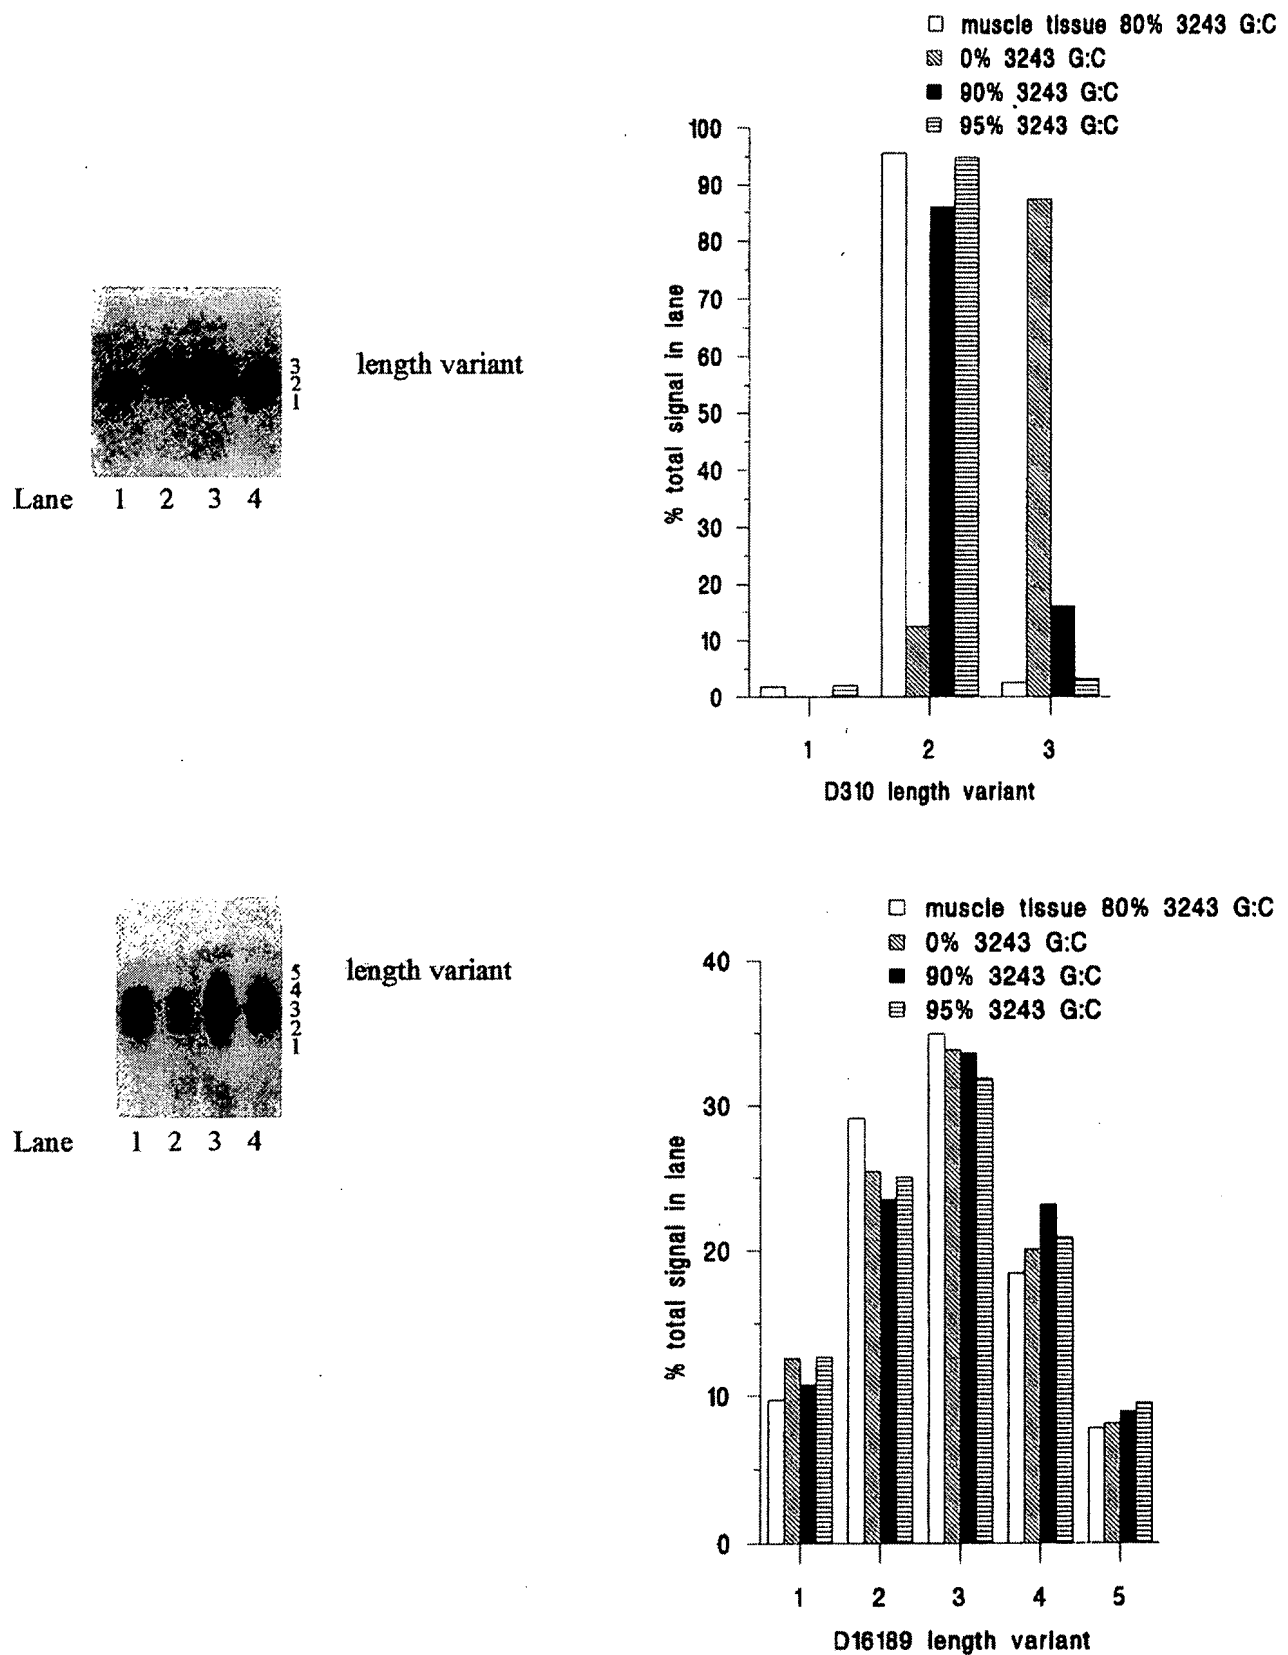 muscle tissue 80% 3243 G:C
0% 3243 G:C
90% 3243 G:C
95% 3243 G:C
100
90
80
70
60
50
40
30
20
10
0
% total signal in lane
1 2 3
D310 length variant
3
2
1
length variant
Lane 1 2 3 4
muscle tissue 80% 3243 G:C
0% 3243 G:C
90% 3243 G:C
95% 3243 G:C
40
30
20
10
0
% total signal in lane
1 2 3 4 5
D16189 length variant
5
4
3
2
1
length variant
Lane 1 2 3 4